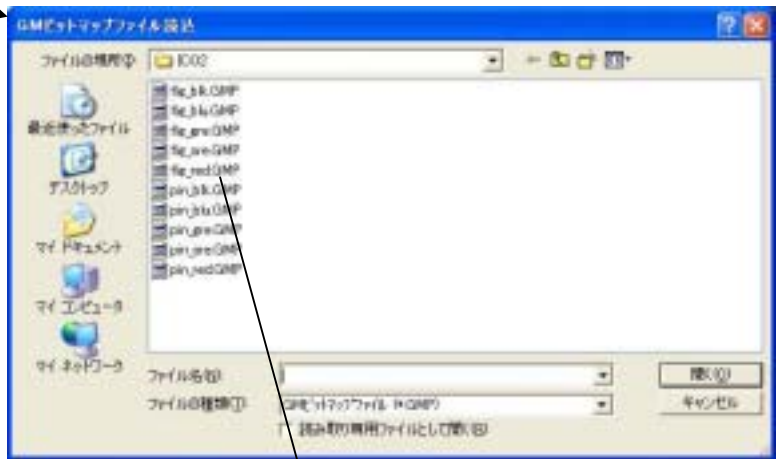 GMビットマップファイル読込
ファイルの場所(I):
ICO2
最近使ったファイル
デスクトップ
マイ ドキュメント
マイ コンピュータ
マイ ネットワーク
fle_blk.GMP
fle_blu.GMP
fle_gre.GMP
fle_ore.GMP
fle_red.GMP
pin_blk.GMP
pin_blu.GMP
pin_gre.GMP
pin_ore.GMP
pin_red.GMP
ファイル名(N):
開く(O)
ファイルの種類(T):
GMビットマップファイル (*.GMP)
キャンセル
読み取り専用ファイルとして開く(R)